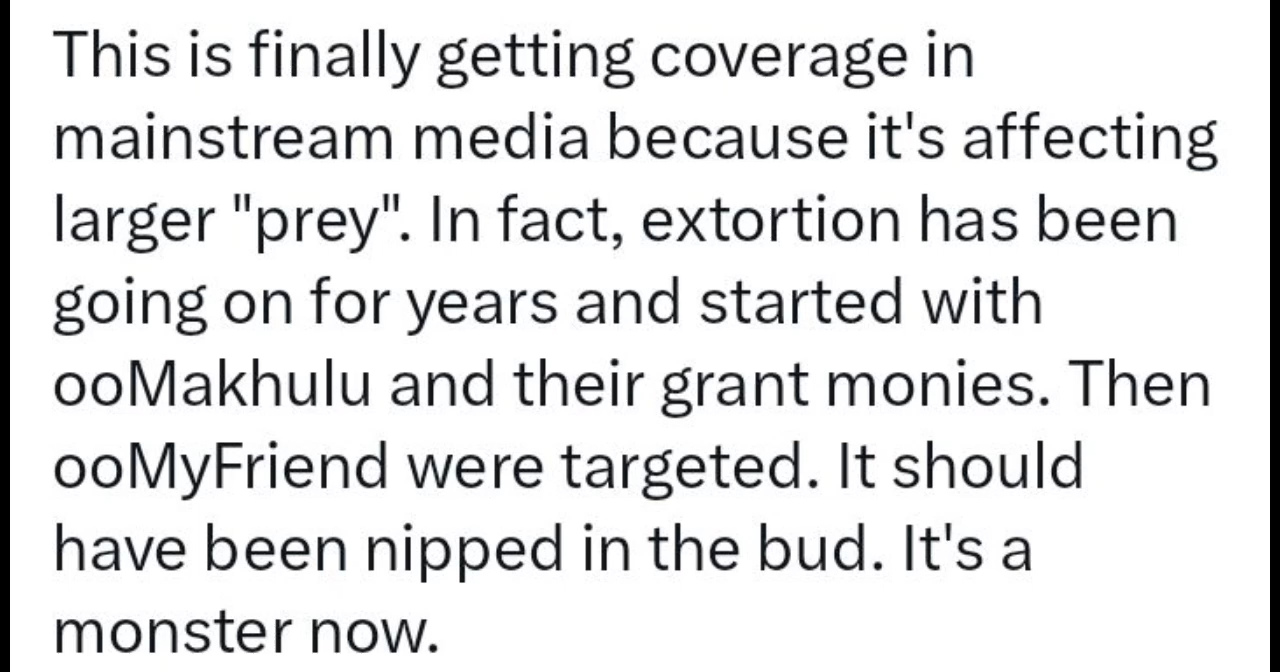 This is finally getting coverage in
mainstream media because it's affecting
larger "prey". In fact, extortion has been
going on for years and started with
ooMakhulu and their grant monies. Then
ooMyFriend were targeted. It should
have been nipped in the bud. It's a
monster now.